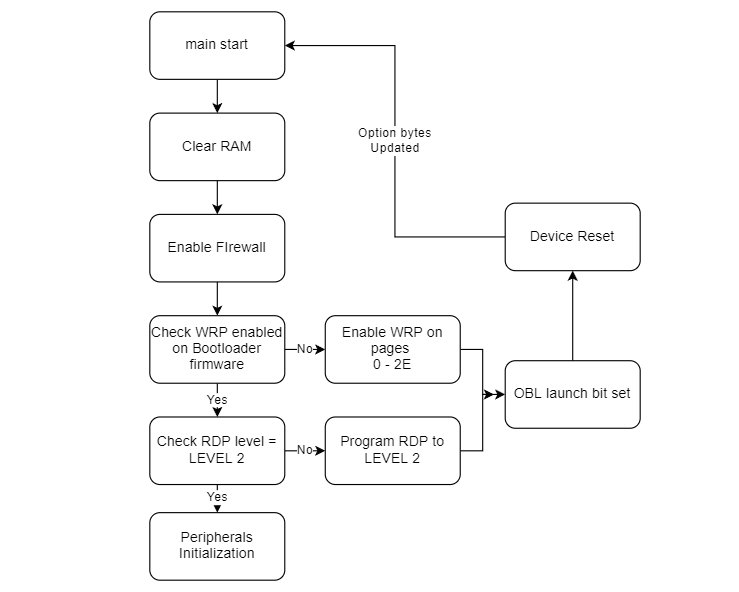 main start
Option bytes
Updated
Clear RAM
Device Reset
Enable FIrewall
Check WRP enabled
on Bootloader
firmware
No
Enable WRP on
pages
0 - 2E
OBL launch bit set
Yes
Check RDP level =
LEVEL 2
No
Program RDP to
LEVEL 2
Yes
Peripherals
Initialization